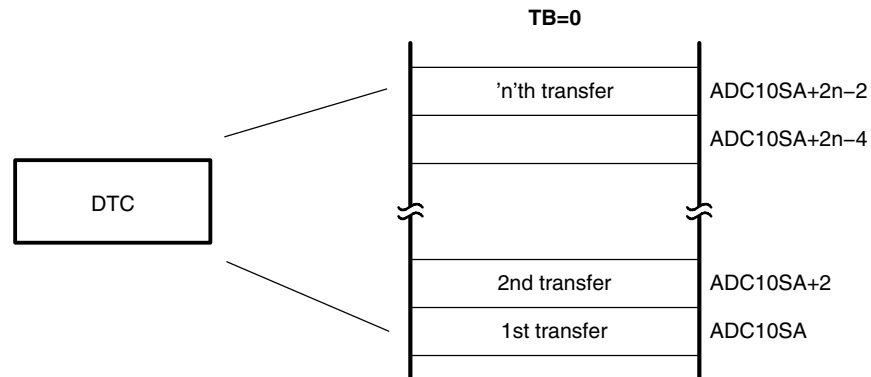 TB=0
'n'th transfer
ADC10SA+2n−2
ADC10SA+2n−4
DTC
2nd transfer
ADC10SA+2
1st transfer
ADC10SA